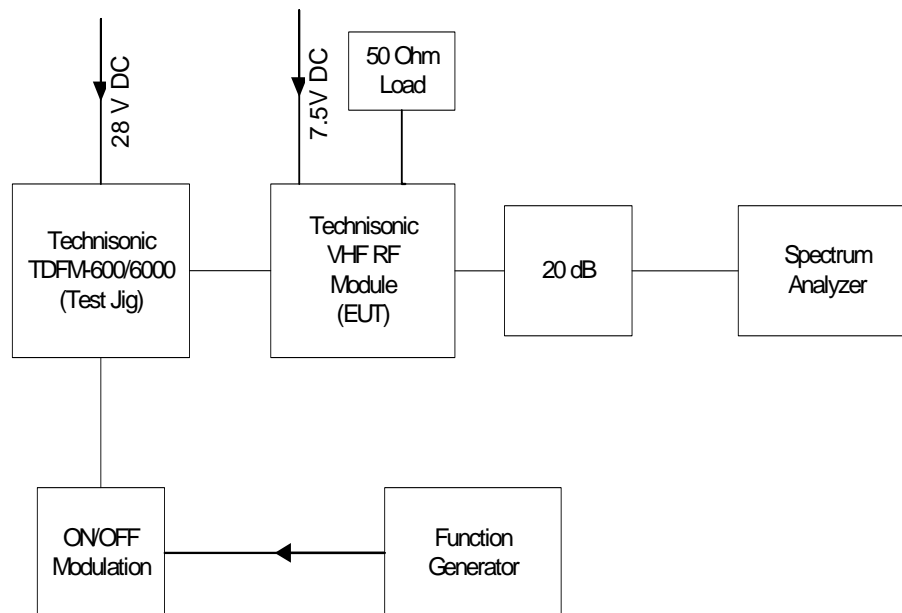 28 V DC
7.5V DC
50 Ohm
Load
Technisonic
TDFM-600/6000
(Test Jig)
Technisonic
VHF RF
Module
(EUT)
20 dB
Spectrum
Analyzer
ON/OFF
Modulation
Function
Generator